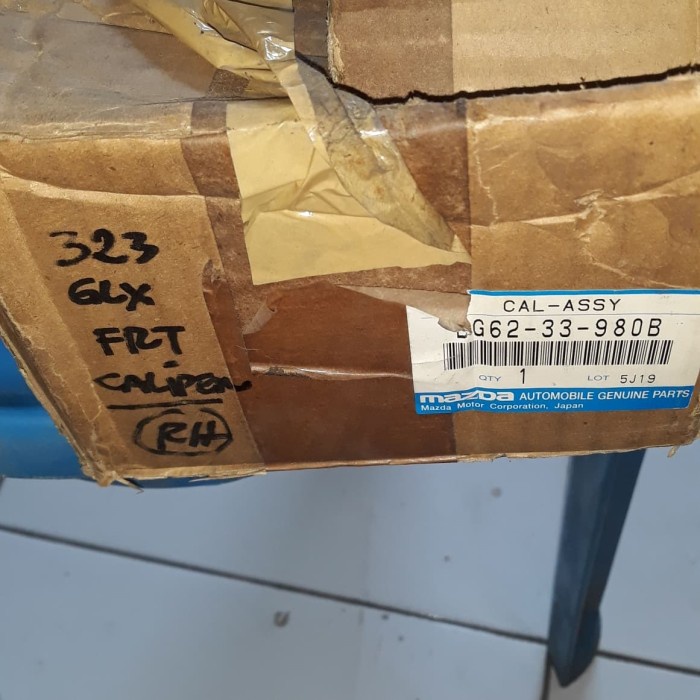 323
GLX
FRT
CALIPER
RH
CAL-ASSY
G62-33-980B
QTY 1 LOT 5J19
mazda AUTOMOBILE GENUINE PARTS
Mazda Motor Corporation, Japan